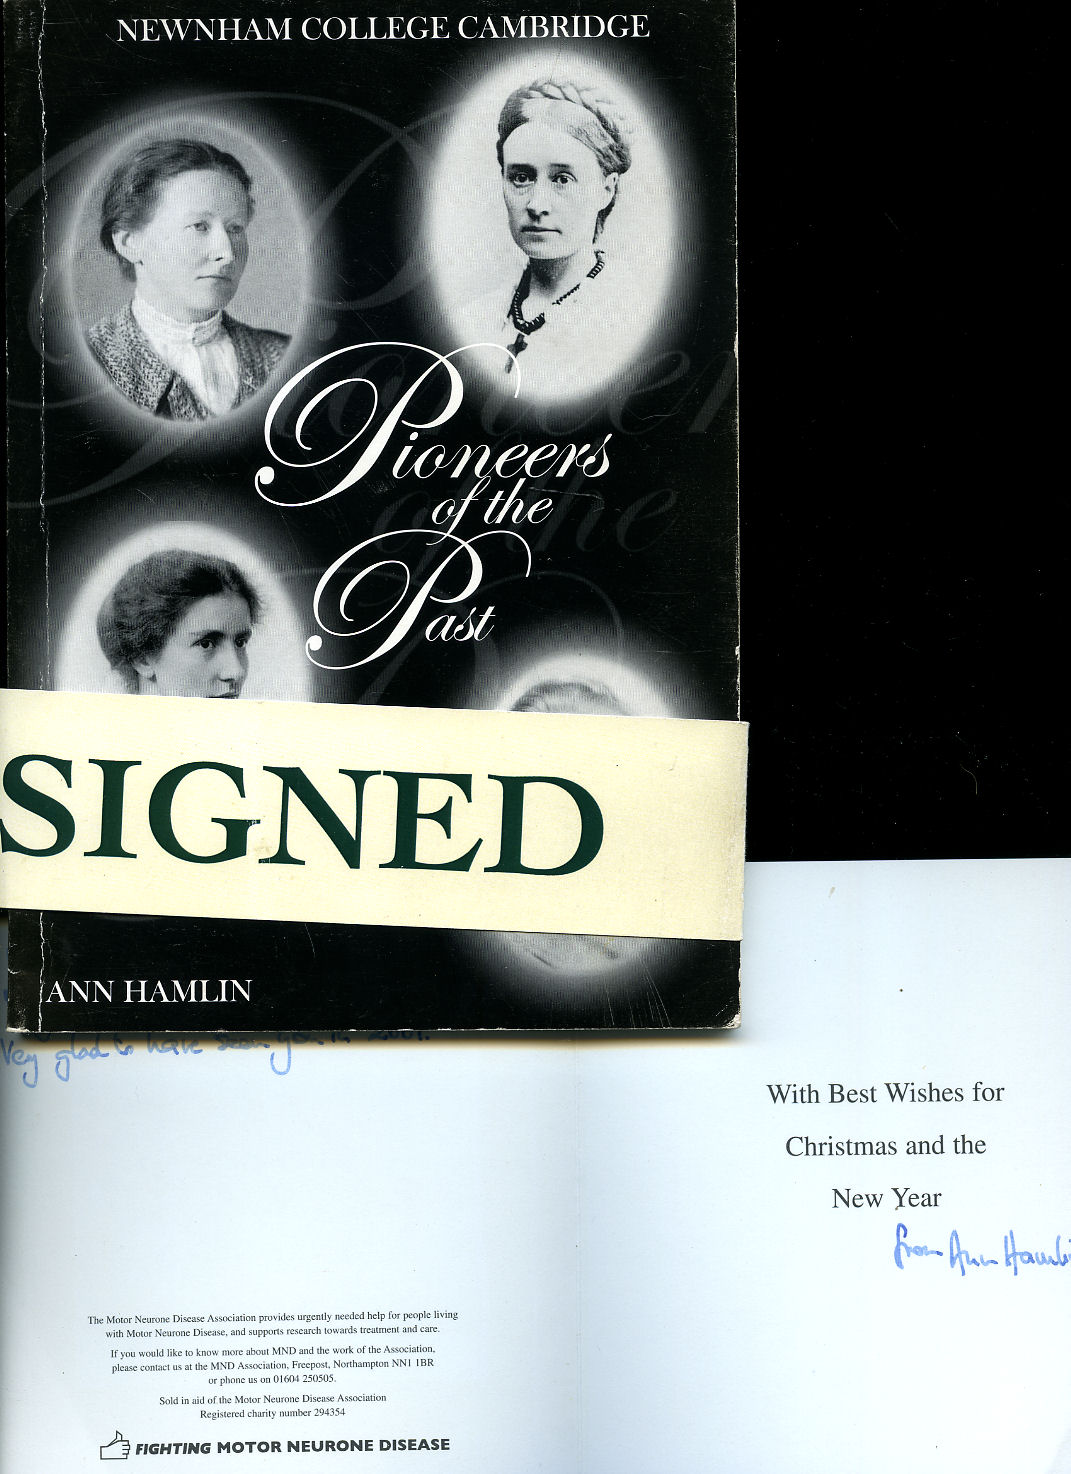 NEWNHAM COLLEGE CAMBRIDGE
Pioneers
of the
Past
SIGNED
ANN HAMLIN
Very glad to have seen you in 2001.
With Best Wishes for
Christmas and the
New Year
from Ann Hamli
The Motor Neurone Disease Association provides urgently needed help for people living
with Motor Neurone Disease, and supports research towards treatment and care.
If you would like to know more about MND and the work of the Association,
please contact us at the MND Association, Freepost, Northampton NN1 1BR
or phone us on 01604 250505.
Sold in aid of the Motor Neurone Disease Association
Registered charity number 294354
FIGHTING MOTOR NEURONE DISEASE